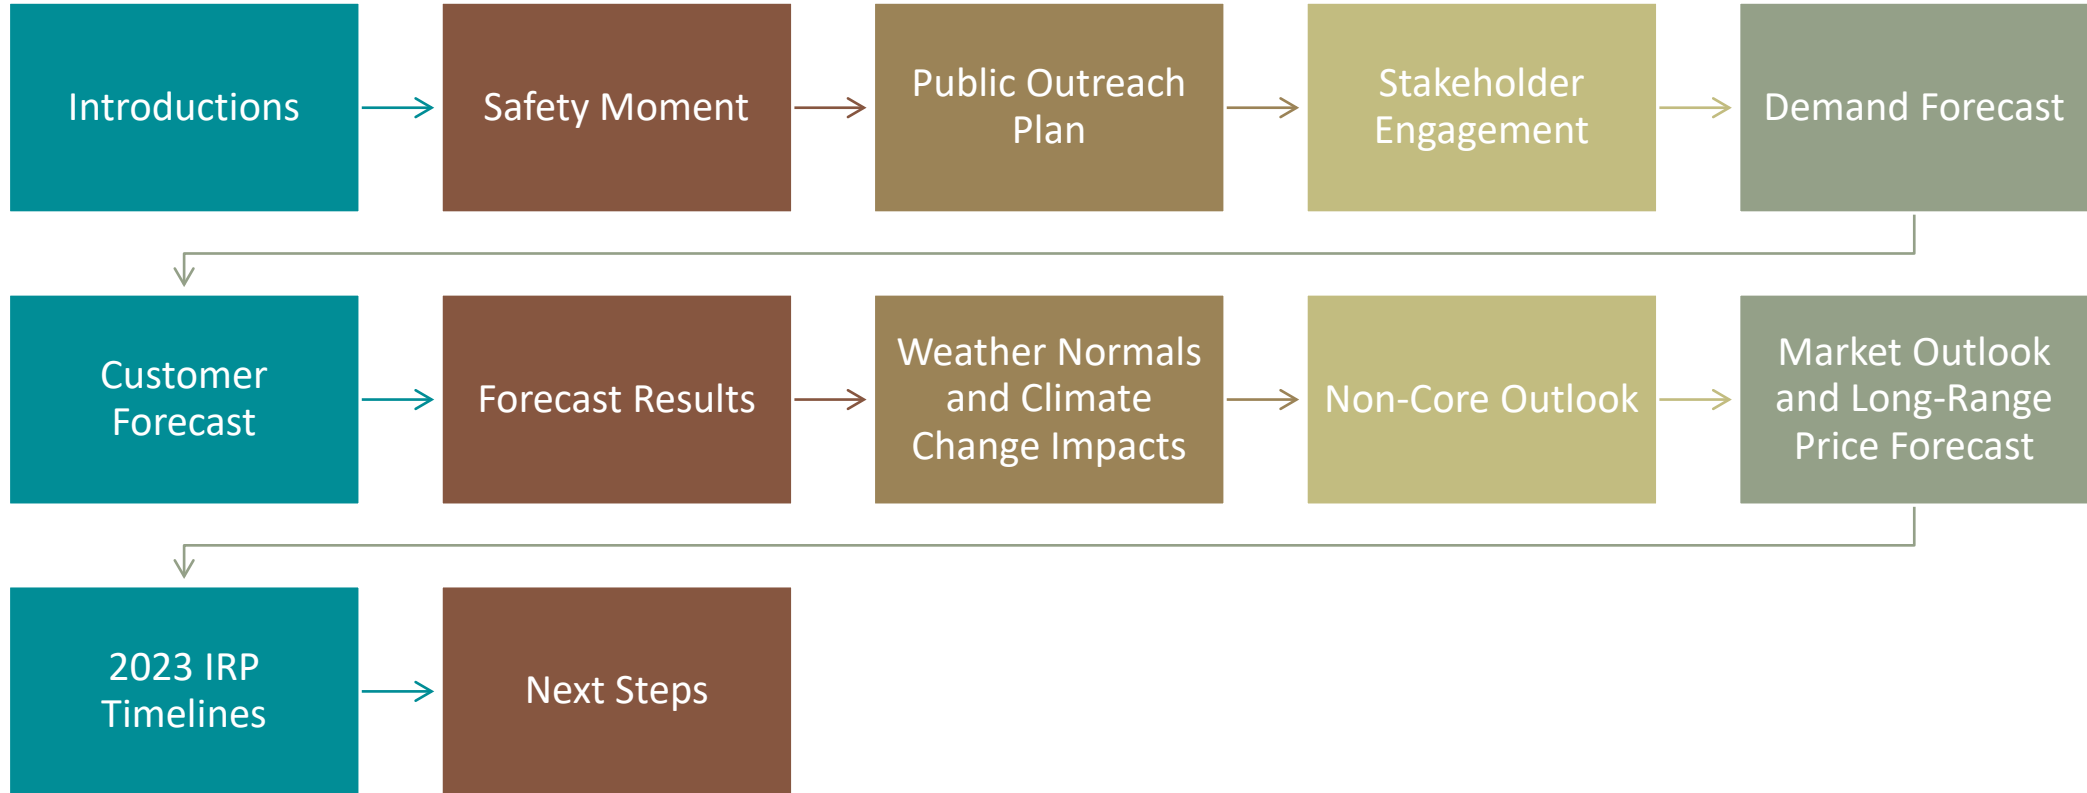 Introductions
Safety Moment
Public Outreach
Plan
Stakeholder
Engagement
Demand Forecast
Customer
Forecast
Forecast Results
Weather Normals
and Climate
Change Impacts
Non-Core Outlook
Market Outlook
and Long-Range
Price Forecast
2023 IRP
Timelines
Next Steps